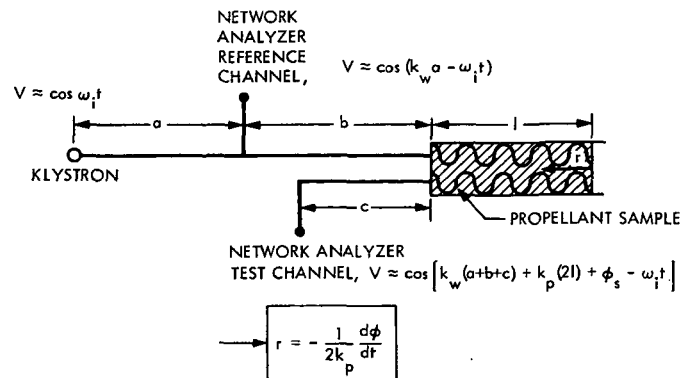 NETWORK
ANALYZER
REFERENCE
CHANNEL,
V ≈ cos (k_w a - ω_i t)
V ≈ cos ω_i t
a
b
l
KLYSTRON
r
c
PROPELLANT SAMPLE
NETWORK ANALYZER
TEST CHANNEL, V ≈ cos [k_w (a+b+c) + k_p (2l) + ϕ_s - ω_i t]
r = - 1/(2k_p) dϕ/dt